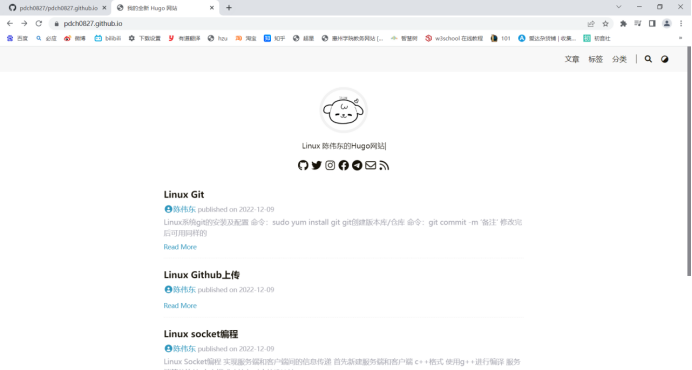 pdch0827/pdch0827.github.io
我的全新 Hugo 网站
pdch0827.github.io
百度 必应 微博 bilibili 下载设置 有道翻译 hzu 淘宝 知乎 超星 惠州学院教务网站 [... 智慧树 w3school 在线教程 101 爱达杂货铺 | 收集... 初页社
文章 标签 分类
Linux 陈伟东的Hugo网站
Linux Git
陈伟东 published on 2022-12-09
Linux系统git的安装及配置 命令：sudo yum install git git创建版本库/仓库 命令：git commit -m '备注' 修改完
后可用同样的
Read More
Linux Github上传
陈伟东 published on 2022-12-09
Read More
Linux socket编程
陈伟东 published on 2022-12-09
Linux Socket编程 实现服务端和客户端间的信息传递 首先新建服务端和客户端 c++格式 使用g++进行编译 服务